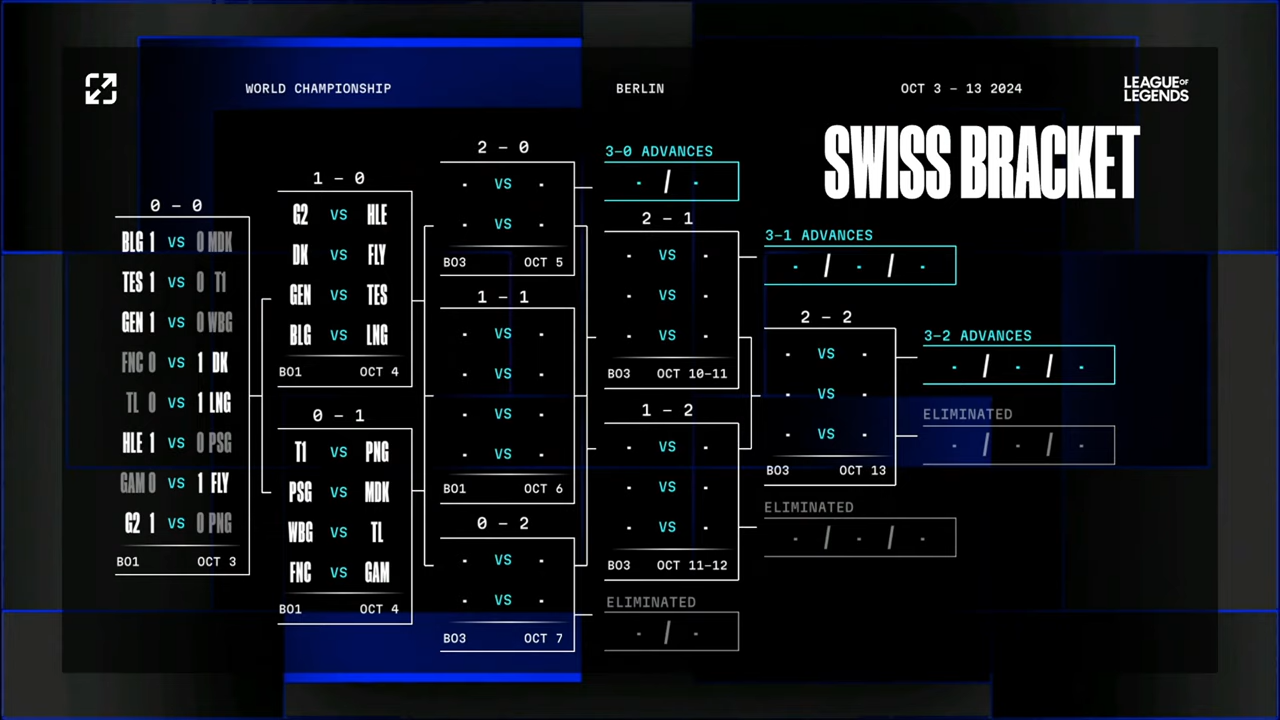 WORLD CHAMPIONSHIP
BERLIN
OCT 3 - 13 2024
LEAGUE OF LEGENDS
SWISS BRACKET
0 - 0
BLG 1 VS 0 MDK
TES 1 VS 0 T1
GEN 1 VS 0 WBG
FNC 0 VS 1 DK
TL 0 VS 1 LNG
HLE 1 VS 0 PSG
GAM 0 VS 1 FLY
G2 1 VS 0 PNG
BO1 OCT 3
1 - 0
G2 VS HLE
DK VS FLY
GEN VS TES
BLG VS LNG
BO1 OCT 4
0 - 1
T1 VS PNG
PSG VS MDK
WBG VS TL
FNC VS GAM
BO1 OCT 4
2 - 0
- VS -
- VS -
BO3 OCT 5
1 - 1
- VS -
- VS -
- VS -
- VS -
BO1 OCT 6
0 - 2
- VS -
- VS -
BO3 OCT 7
3-0 ADVANCES
- / -
2 - 1
- VS -
- VS -
- VS -
BO3 OCT 10-11
1 - 2
- VS -
- VS -
- VS -
BO3 OCT 11-12
ELIMINATED
- / -
3-1 ADVANCES
- / - / -
2 - 2
- VS -
- VS -
- VS -
BO3 OCT 13
ELIMINATED
- / - / -
3-2 ADVANCES
- / - / -
ELIMINATED
- / - / -